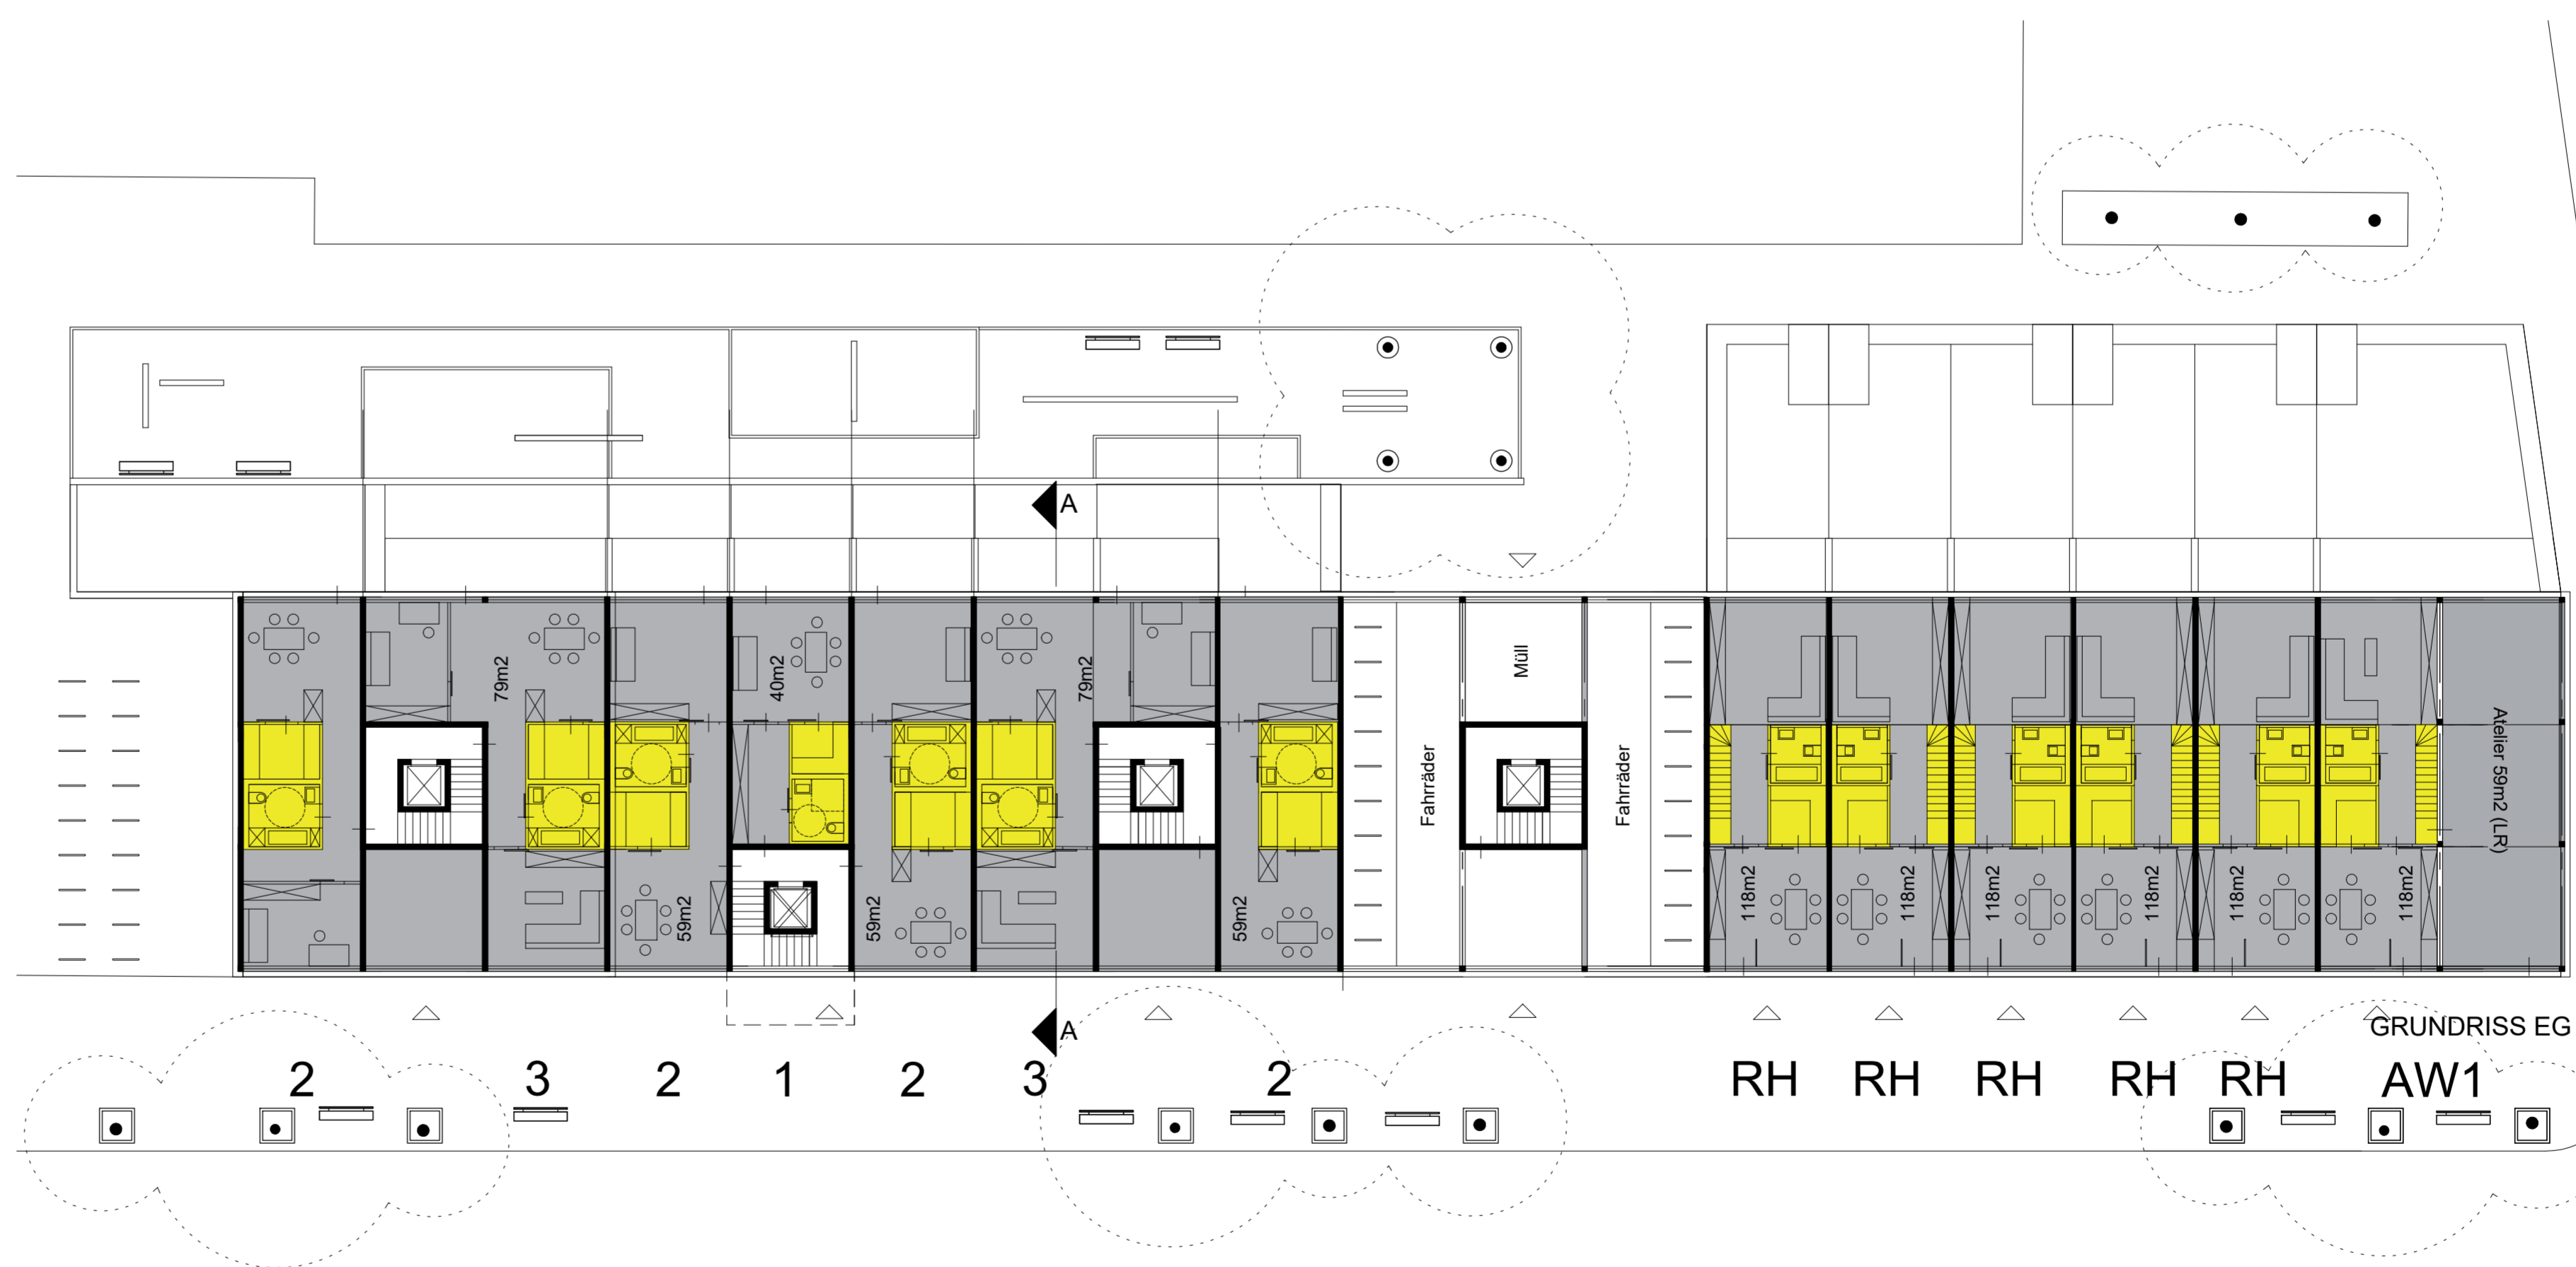 A
79m2
40m2
79m2
Müll
Fahrräder
Fahrräder
Atelier 59m2 (LR)
59m2
59m2
59m2
118m2
118m2
118m2
118m2
118m2
118m2
A
GRUNDRISS EG
2 3 2 1 2 3 2 RH RH RH RH RH AW1